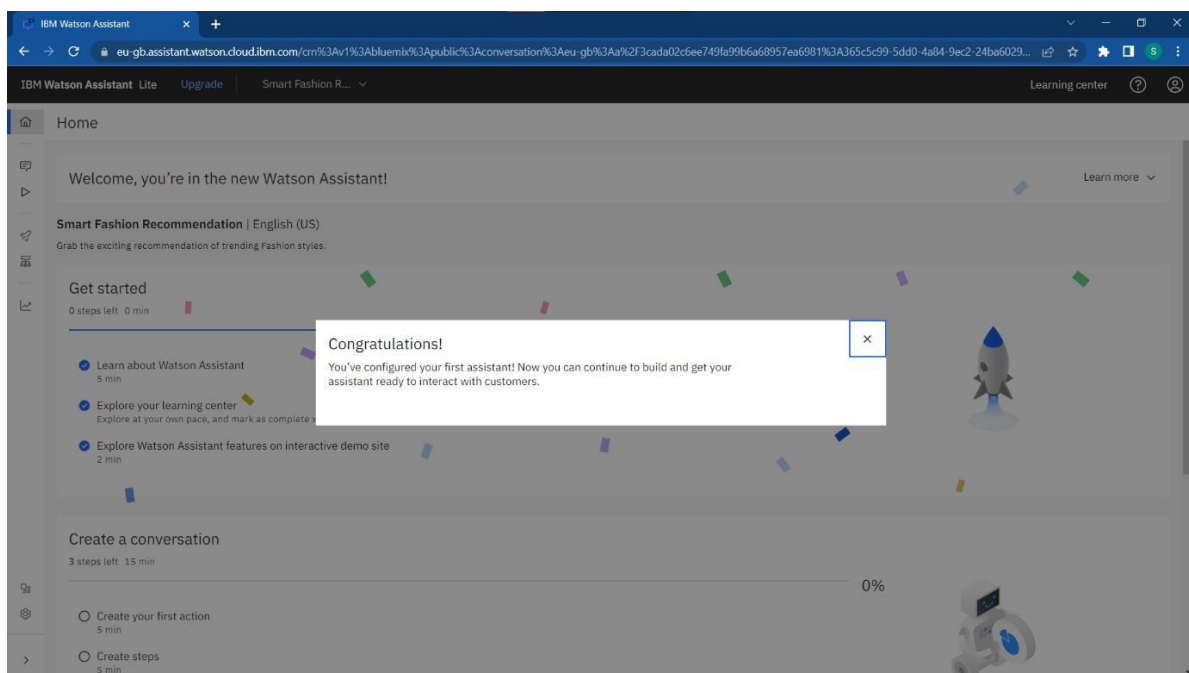 IBM Watson Assistant
eu-gb.assistant.watson.cloud.ibm.com/crn%3Av1%3Abluemix%3Apublic%3Aconversation%3Aeu-gb%3Aa%2F3cada02c6ee749fa99b6a68957ea6981%3A365c5c99-5dd0-4a84-9ec2-24ba6029...
S
IBM Watson Assistant Lite Upgrade Smart Fashion R... Learning center
Home
Welcome, you're in the new Watson Assistant! Learn more
Smart Fashion Recommendation | English (US)
Grab the exciting recommendation of trending Fashion styles.
Get started
0 steps left 0 min
Congratulations!
You've configured your first assistant! Now you can continue to build and get your
assistant ready to interact with customers.
Learn about Watson Assistant
5 min
Explore your learning center
Explore at your own pace, and mark as complete
Explore Watson Assistant features on interactive demo site
2 min
Create a conversation
3 steps left 15 min
0%
Create your first action
5 min
Create steps
5 min